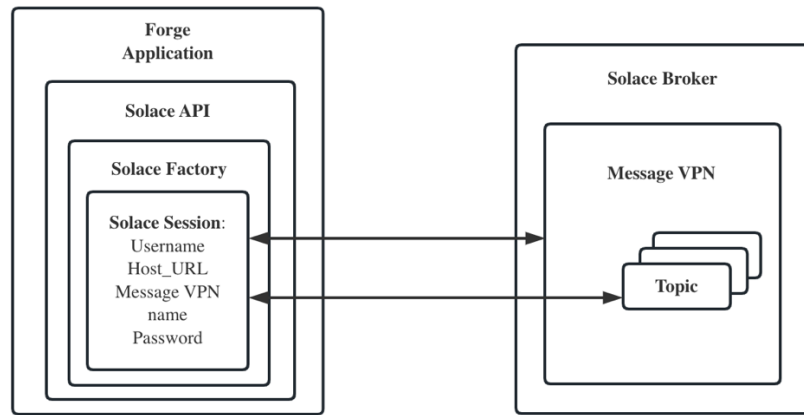 Forge
Application
Solace API
Solace Factory
Solace Session:
Username
Host_URL
Message VPN
name
Password
Solace Broker
Message VPN
Topic